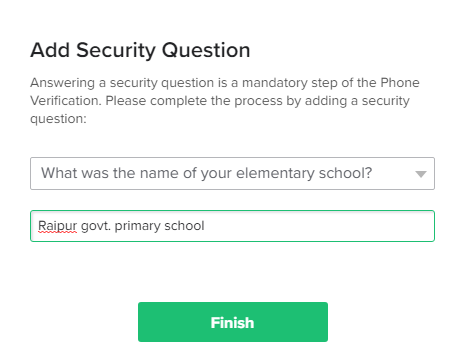 Add Security Question
Answering a security question is a mandatory step of the Phone
Verification. Please complete the process by adding a security
question:
What was the name of your elementary school?
Raipur govt. primary school
Finish